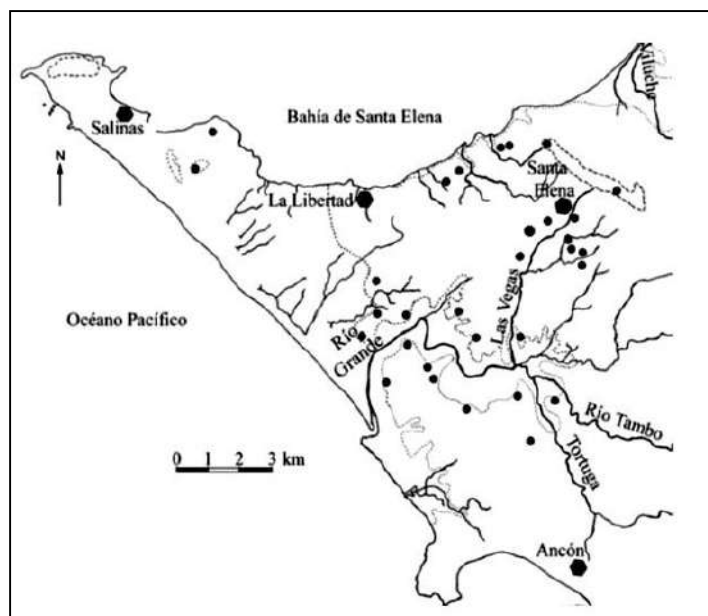 Viluche
Bahía de Santa Elena
Salinas
N
Santa
Elena
La Libertad
Las Vegas
Océano Pacífico
Río
Grande
Río Tambo
Tortuga
0 1 2 3 km
Ancón